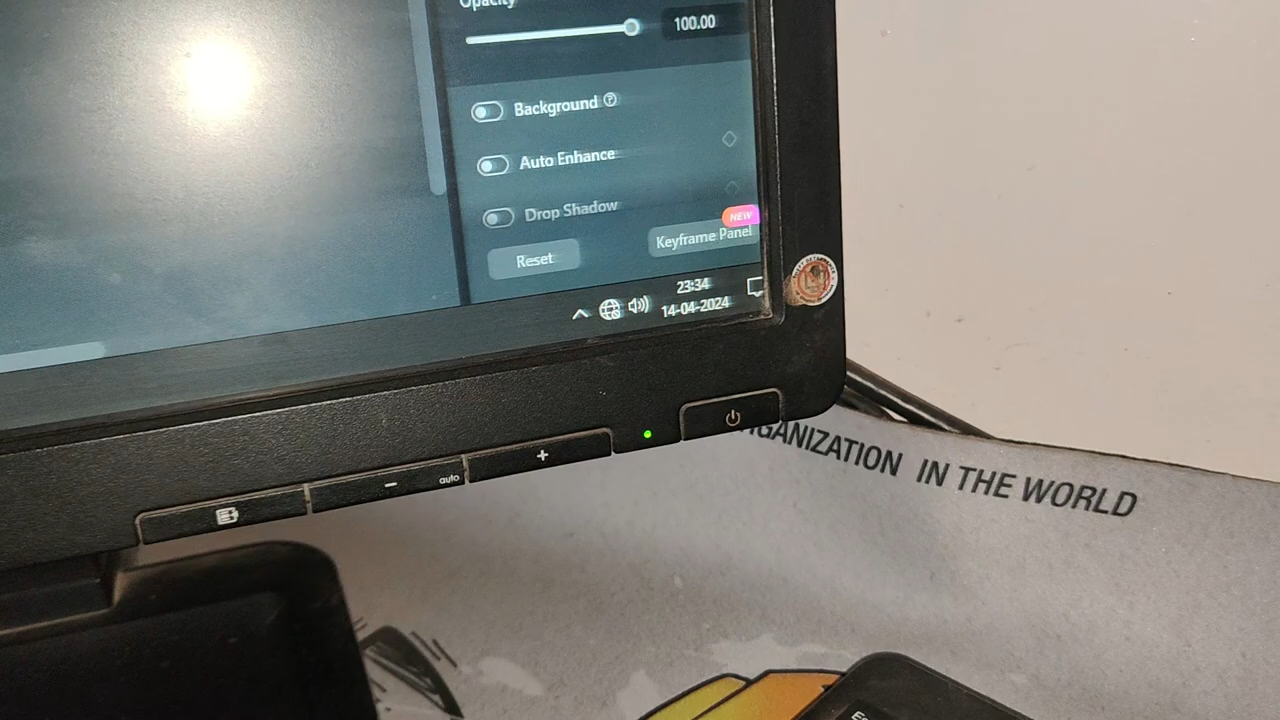 Opacity
100.00
Background
Auto Enhance
Drop Shadow
NEW
Keyframe Panel
Reset
23:34
14-04-2024
auto
IN THE WORLD